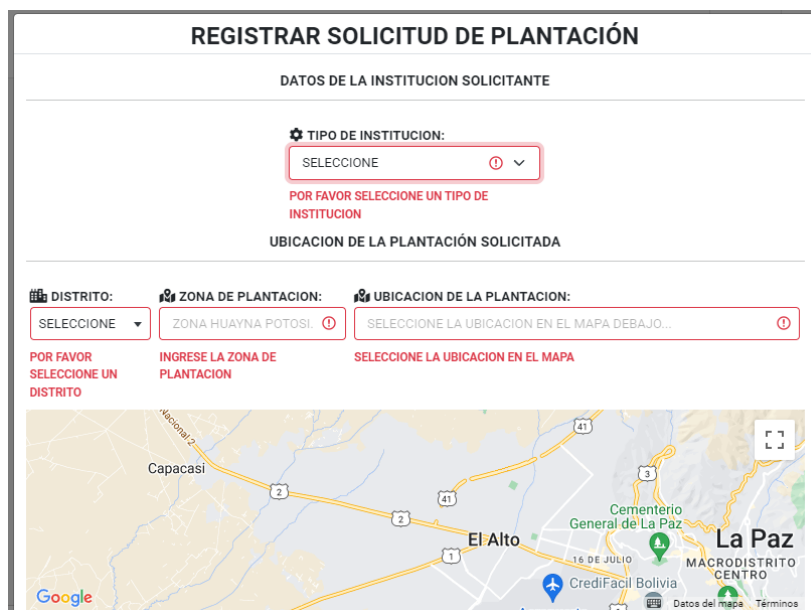 REGISTRAR SOLICITUD DE PLANTACIÓN
DATOS DE LA INSTITUCION SOLICITANTE
TIPO DE INSTITUCION:
SELECCIONE
POR FAVOR SELECCIONE UN TIPO DE
INSTITUCION
UBICACION DE LA PLANTACIÓN SOLICITADA
DISTRITO:
SELECCIONE
POR FAVOR
SELECCIONE UN
DISTRITO
ZONA DE PLANTACION:
ZONA HUAYNA POTOSI.
INGRESE LA ZONA DE
PLANTACION
UBICACION DE LA PLANTACION:
SELECCIONE LA UBICACION EN EL MAPA DEBAJO...
SELECCIONE LA UBICACION EN EL MAPA
Nacional 2
41
Capacasi
3
2
41
Cementerio
General de La Paz
2
El Alto
La Paz
1
16 DE JULIO
MACRODISTRITO
CENTRO
CrediFacil Bolivia
Google
Datos del mapa
Términos